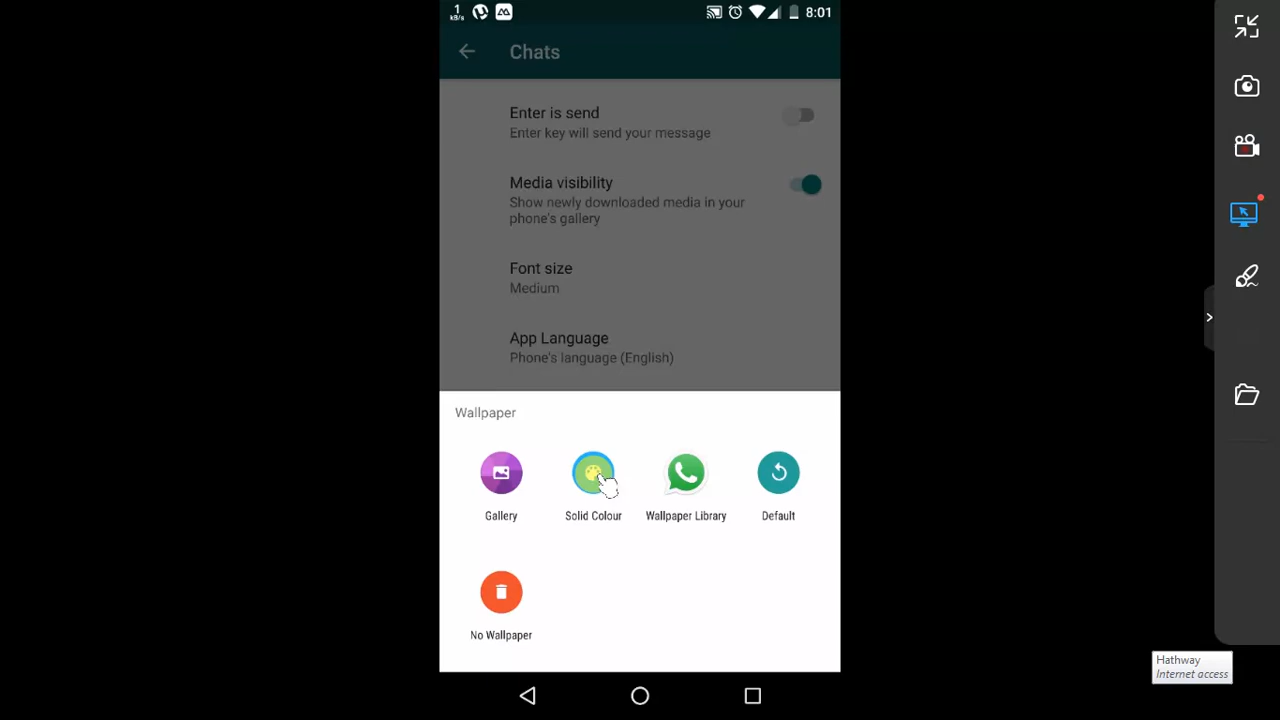 1
kB/s
8:01
Chats
Enter is send
Enter key will send your message
Media visibility
Show newly downloaded media in your
phone's gallery
Font size
Medium
App Language
Phone's language (English)
Wallpaper
Gallery
Solid Colour
Wallpaper Library
Default
No Wallpaper
Hathway
Internet access